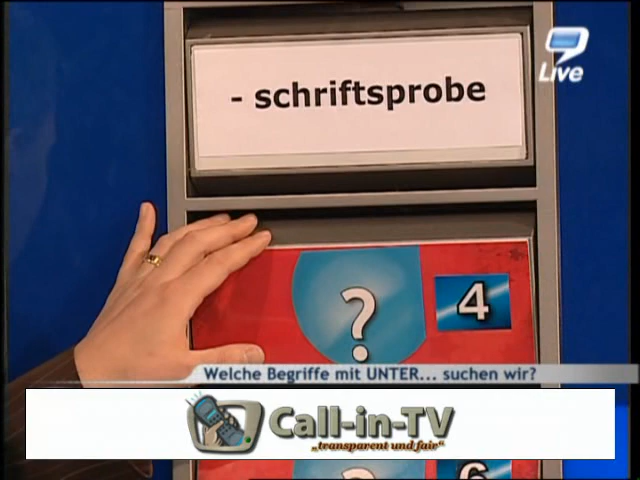 Live
- schriftsprobe
?
4
Welche Begriffe mit UNTER... suchen wir?
Call-in-TV
„transparent und fair“
?
6